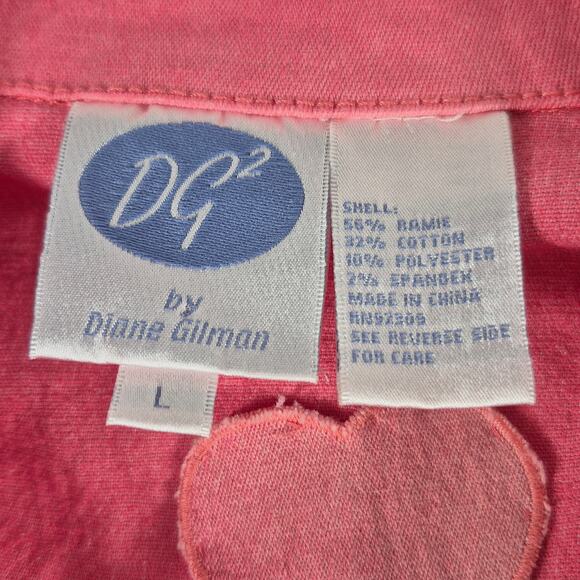 DG2
by
Diane Gilman
L
SHELL:
56% RAMIE
32% COTTON
10% POLYESTER
2% SPANDEX
MADE IN CHINA
RN92309
SEE REVERSE SIDE
FOR CARE